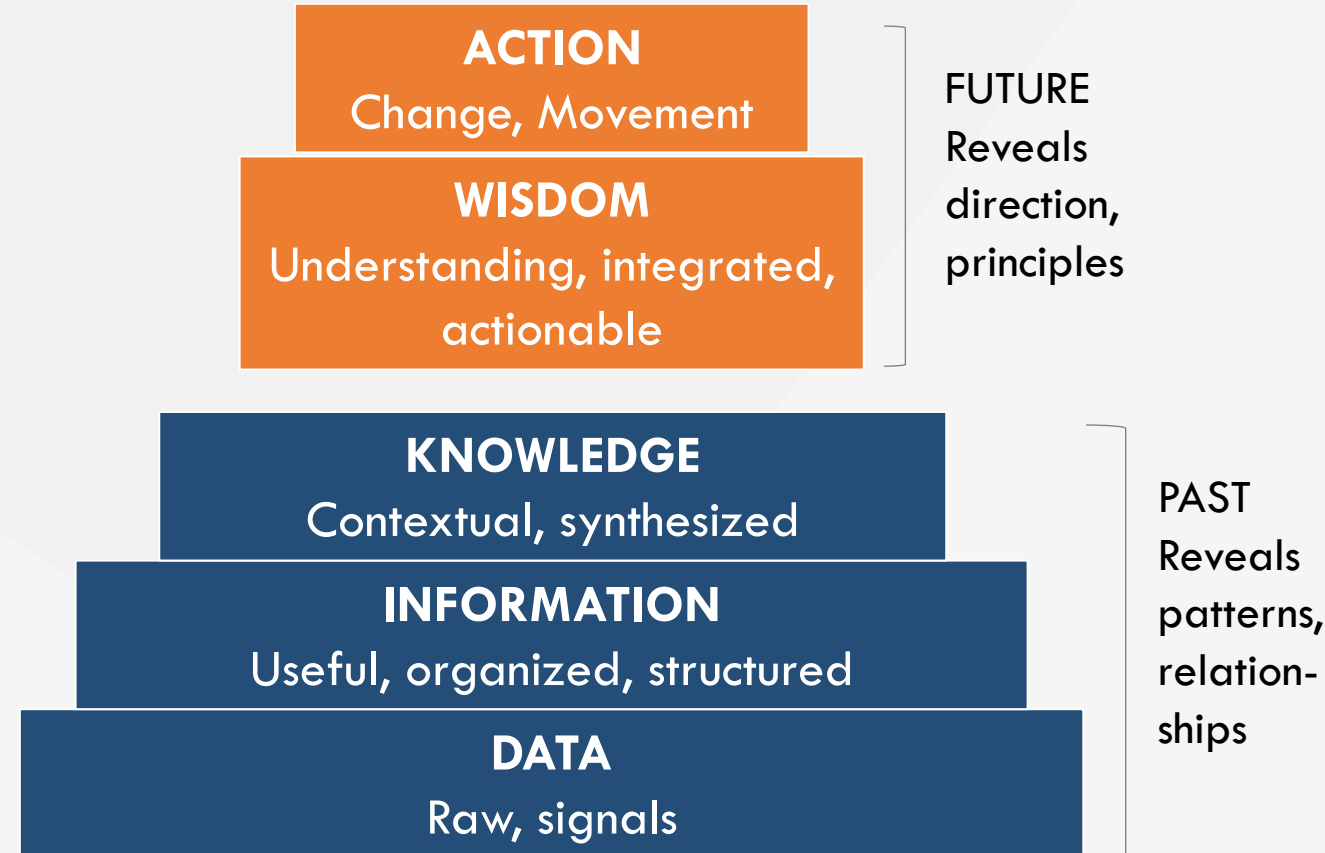 ACTION
Change, Movement
WISDOM
Understanding, integrated,
actionable
FUTURE
Reveals
direction,
principles
KNOWLEDGE
Contextual, synthesized
INFORMATION
Useful, organized, structured
DATA
Raw, signals
PAST
Reveals
patterns,
relation-
ships